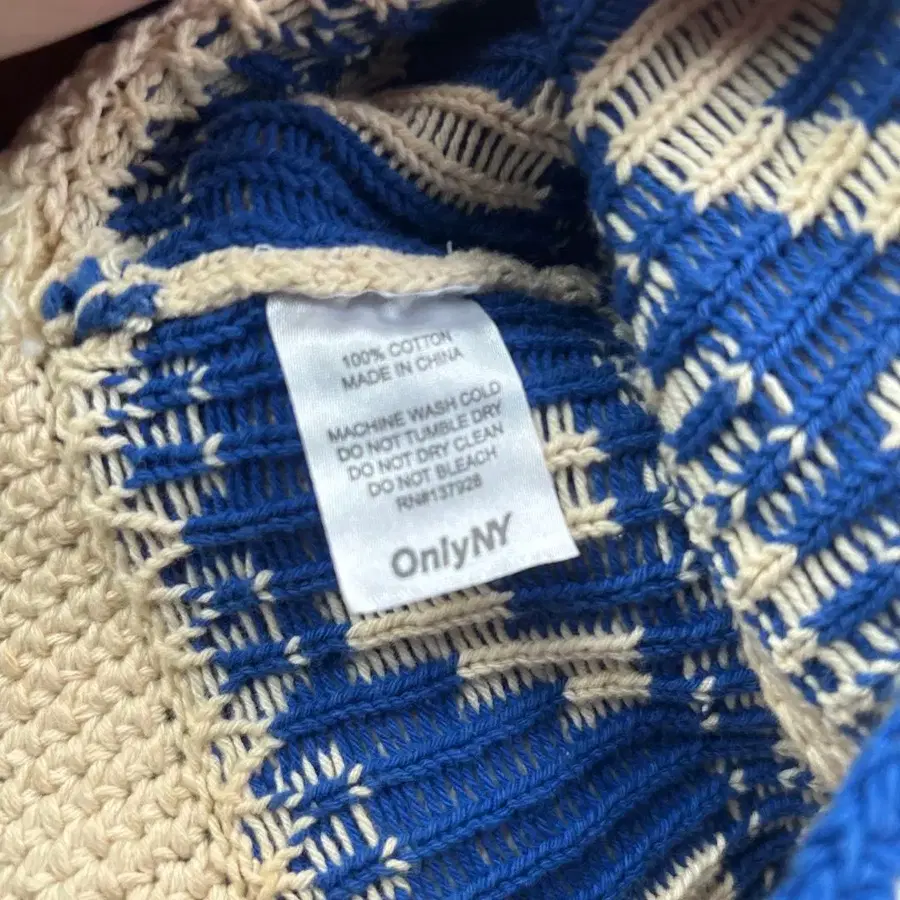 100% COTTON
MADE IN CHINA
MACHINE WASH COLD
DO NOT TUMBLE DRY
DO NOT DRY CLEAN
DO NOT BLEACH
RN#137928
OnlyNY